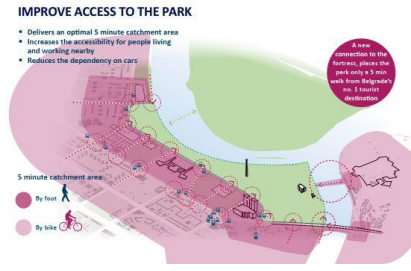 IMPROVE ACCESS TO THE PARK
• Delivers an optimal 5 minute catchment area
• Increases the accessibility for people living
and working nearby
• Reduces the dependency on cars
A new
connection to the
fortress, places the
park only a 5 min
walk from Belgrade's
no. 1 tourist
destination
5 minute catchment area
By foot
By bike